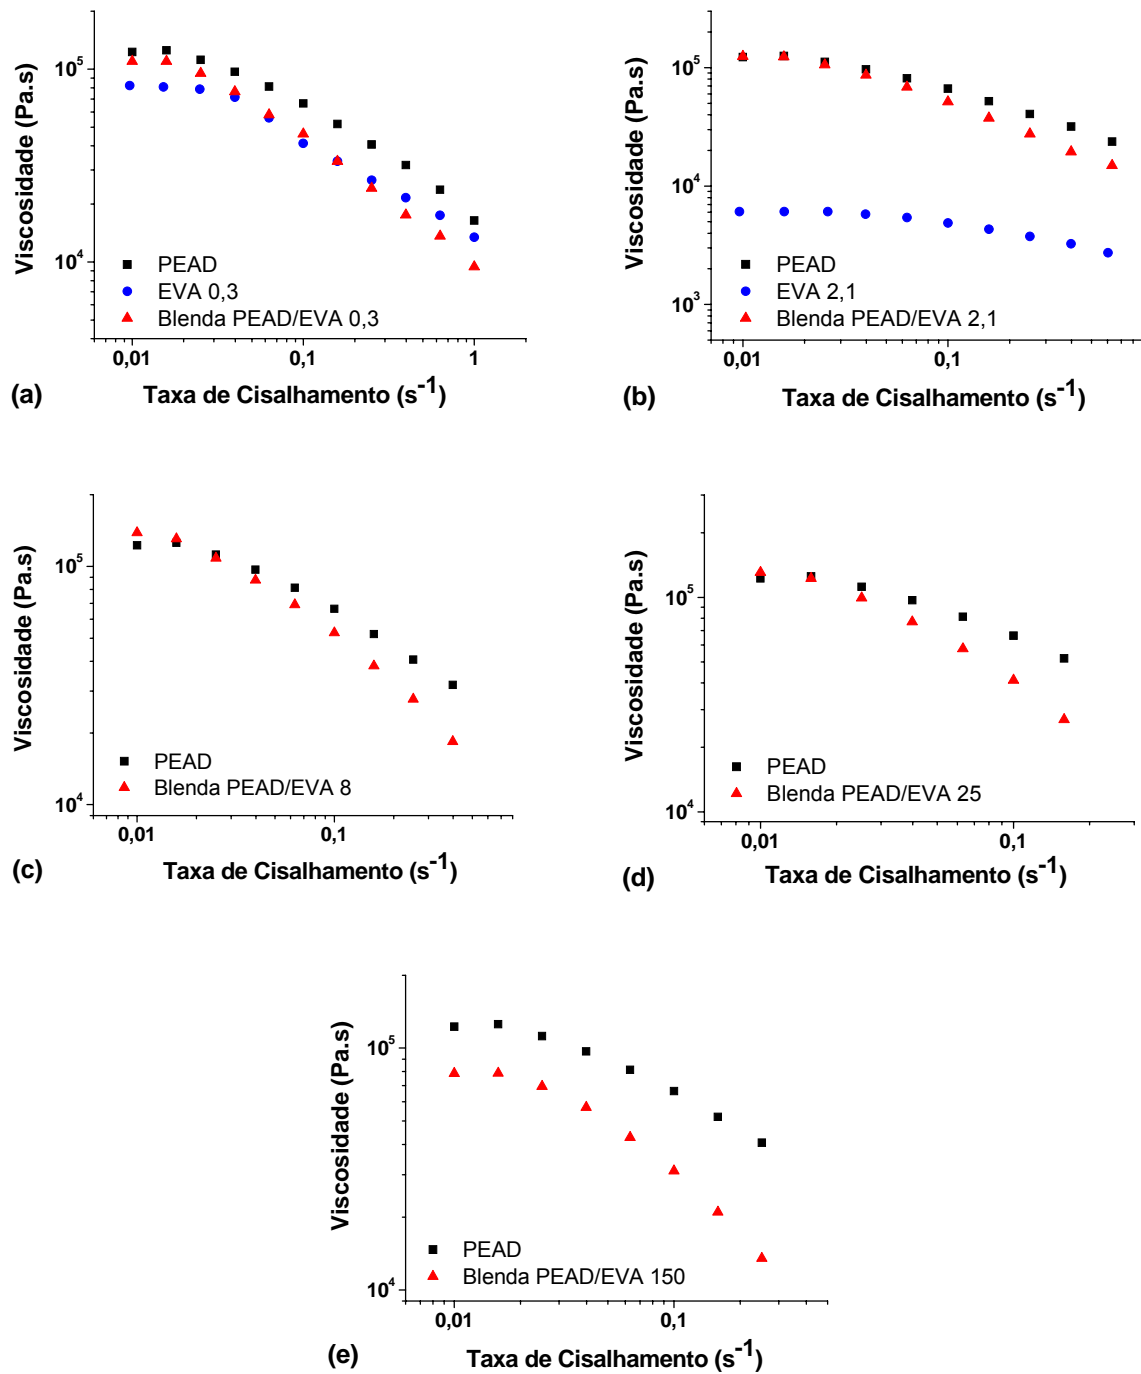 10⁵
10⁴
Viscosidade (Pa.s)
PEAD
EVA 0,3
Blenda PEAD/EVA 0,3
0,01 0,1 1
(a) Taxa de Cisalhamento (s⁻¹)
10⁵
10⁴
10³
Viscosidade (Pa.s)
PEAD
EVA 2,1
Blenda PEAD/EVA 2,1
0,01 0,1
(b) Taxa de Cisalhamento (s⁻¹)
10⁵
10⁴
Viscosidade (Pa.s)
PEAD
Blenda PEAD/EVA 8
0,01 0,1
(c) Taxa de Cisalhamento (s⁻¹)
10⁵
10⁴
Viscosidade (Pa.s)
PEAD
Blenda PEAD/EVA 25
0,01 0,1
(d) Taxa de Cisalhamento (s⁻¹)
10⁵
10⁴
Viscosidade (Pa.s)
PEAD
Blenda PEAD/EVA 150
0,01 0,1
(e) Taxa de Cisalhamento (s⁻¹)